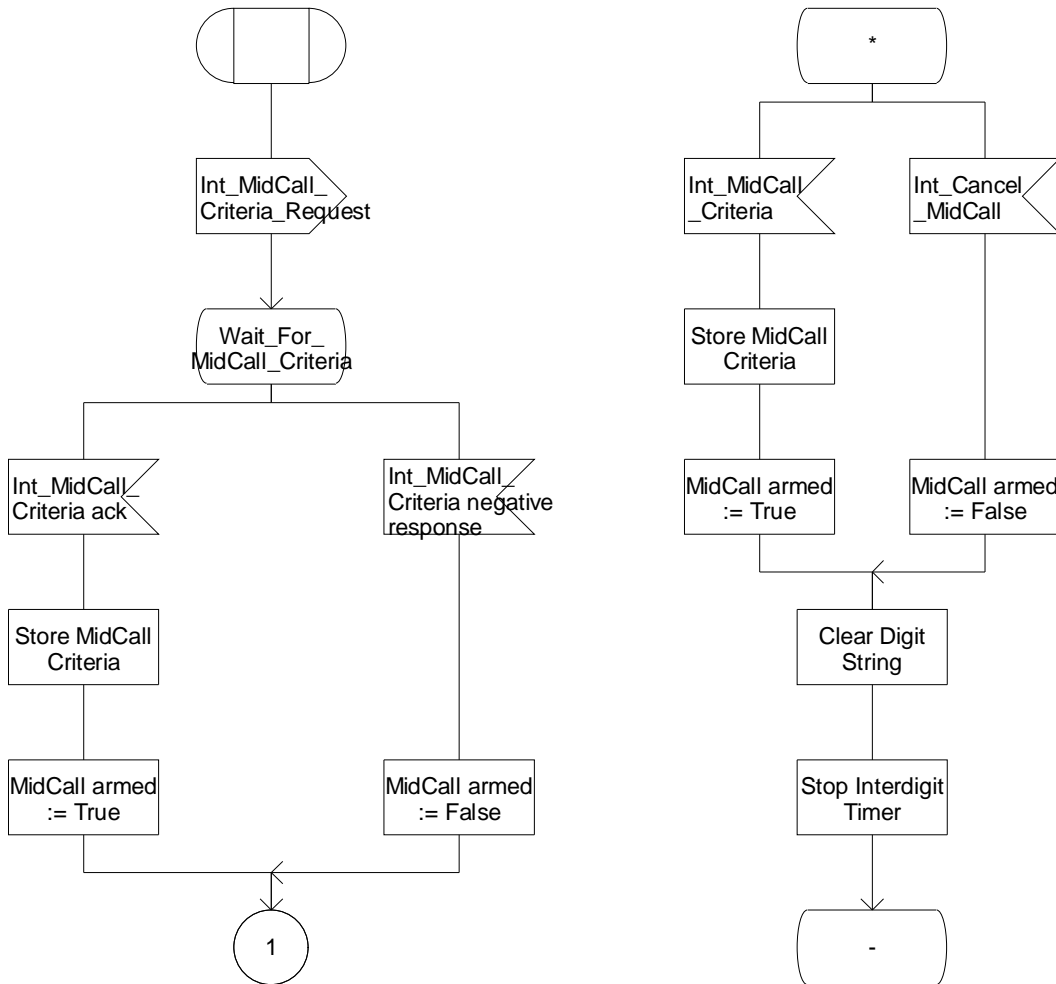 Int_MidCall_
Criteria_Request
Wait_For_
MidCall_Criteria
Int_MidCall_
Criteria ack
Int_MidCall_
Criteria negative
response
Store MidCall
Criteria
MidCall armed
:= True
MidCall armed
:= False
1
*
Int_MidCall
_Criteria
Int_Cancel
_MidCall
Store MidCall
Criteria
MidCall armed
:= True
MidCall armed
:= False
Clear Digit
String
Stop Interdigit
Timer
-